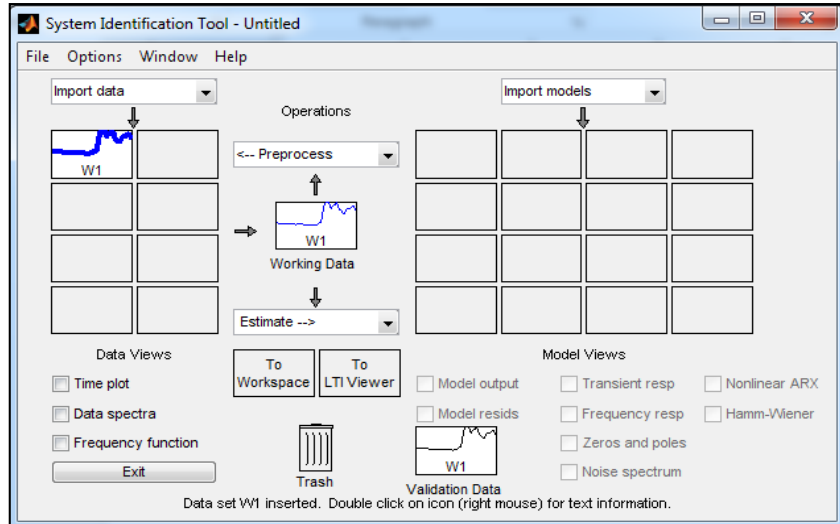 System Identification Tool - Untitled
File Options Window Help
Import data
Import models
Operations
<-- Preprocess
W1
W1
Working Data
Estimate -->
Data Views
To Workspace
To LTI Viewer
Model Views
Time plot
Model output
Transient resp
Nonlinear ARX
Data spectra
Model resids
Frequency resp
Hamm-Wiener
Frequency function
Zeros and poles
Exit
Trash
W1
Noise spectrum
Validation Data
Data set W1 inserted. Double click on icon (right mouse) for text information.